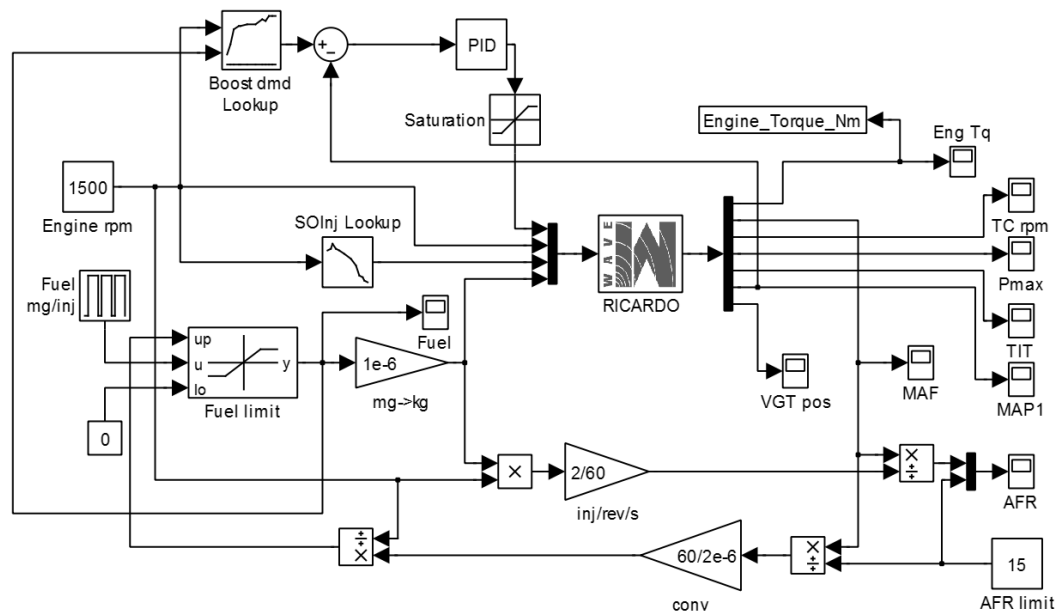 Boost dmd
Lookup
+
−
PID
Saturation
Engine_Torque_Nm
Eng Tq
1500
Engine rpm
SOInj Lookup
WAVE
RICARDO
TC rpm
Pmax
TIT
MAP1
Fuel
mg/inj
up
u
lo
y
Fuel limit
0
Fuel
1e-6
mg->kg
VGT pos
MAF
×
2/60
inj/rev/s
×
÷
AFR
÷
×
60/2e-6
conv
×
÷
15
AFR limit